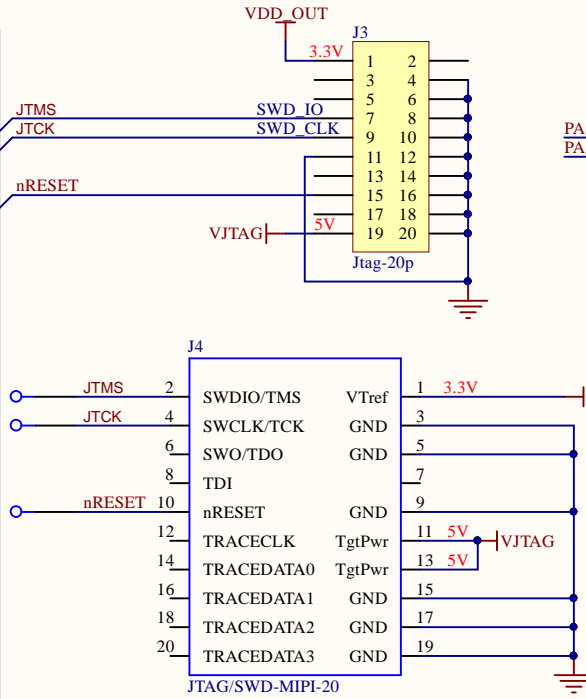 VDD_OUT
J3
3.3V
1 2
3 4
5 6
JTMS SWD_IO 7 8
JTCK SWD_CLK 9 10
PA
PA
11 12
13 14
nRESET 15 16
17 18
VJTAG 5V 19 20
Jtag-20p
J4
JTMS 2 SWDIO/TMS VTref 1 3.3V
JTCK 4 SWCLK/TCK GND 3
6 SWO/TDO GND 5
8 TDI 7
nRESET 10 nRESET GND 9
12 TRACECLK TgtPwr 11 5V VJTAG
14 TRACEDATA0 TgtPwr 13 5V
16 TRACEDATA1 GND 15
18 TRACEDATA2 GND 17
20 TRACEDATA3 GND 19
JTAG/SWD-MIPI-20